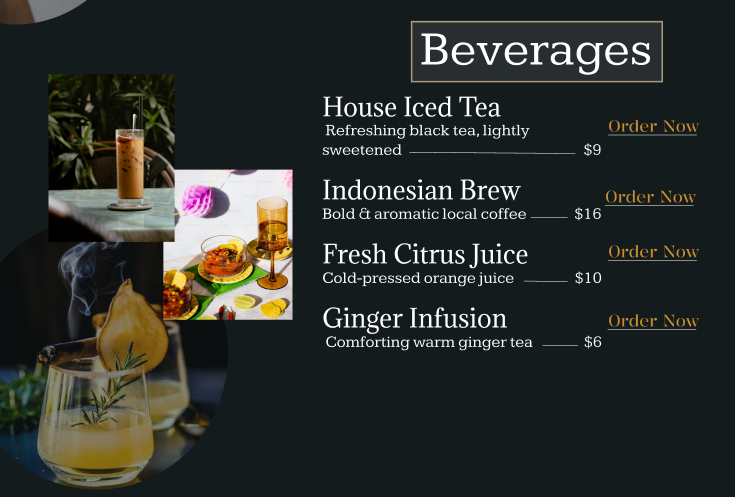 Beverages
House Iced Tea
Refreshing black tea, lightly
sweetened $9
Order Now
Indonesian Brew
Bold & aromatic local coffee $16
Order Now
Fresh Citrus Juice
Cold-pressed orange juice $10
Order Now
Ginger Infusion
Comforting warm ginger tea $6
Order Now